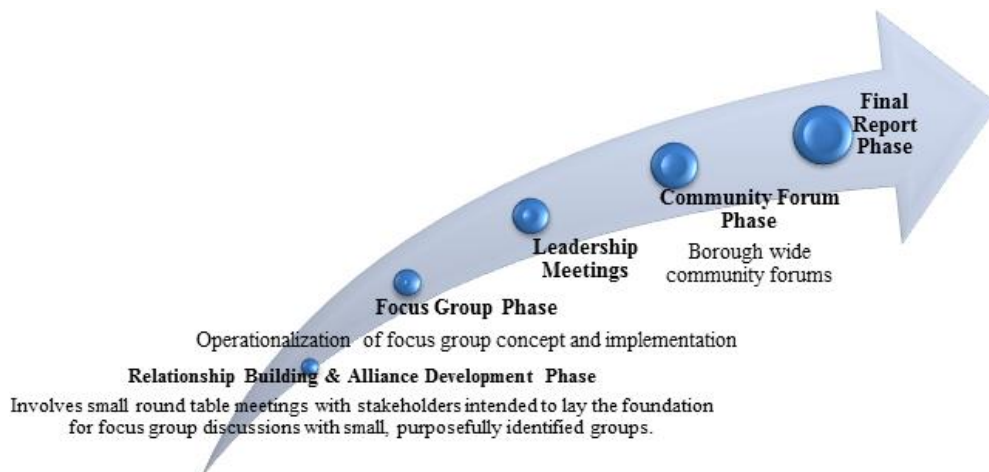 Final
Report
Phase
Community Forum
Phase
Borough wide
community forums
Leadership
Meetings
Focus Group Phase
Operationalization of focus group concept and implementation
Relationship Building & Alliance Development Phase
Involves small round table meetings with stakeholders intended to lay the foundation
for focus group discussions with small, purposefully identified groups.